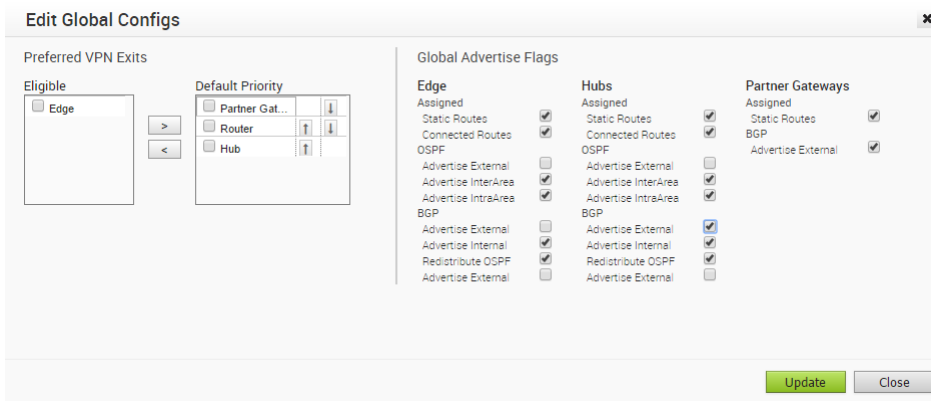 Edit Global Configs
Preferred VPN Exits
Eligible
Edge
>
<
Default Priority
Partner Gat...
Router
Hub
Global Advertise Flags
Edge
Assigned
Static Routes
Connected Routes
OSPF
Advertise External
Advertise InterArea
Advertise IntraArea
BGP
Advertise External
Advertise Internal
Redistribute OSPF
Advertise External
Hubs
Assigned
Static Routes
Connected Routes
OSPF
Advertise External
Advertise InterArea
Advertise IntraArea
BGP
Advertise External
Advertise Internal
Redistribute OSPF
Advertise External
Partner Gateways
Assigned
Static Routes
BGP
Advertise External
Update
Close